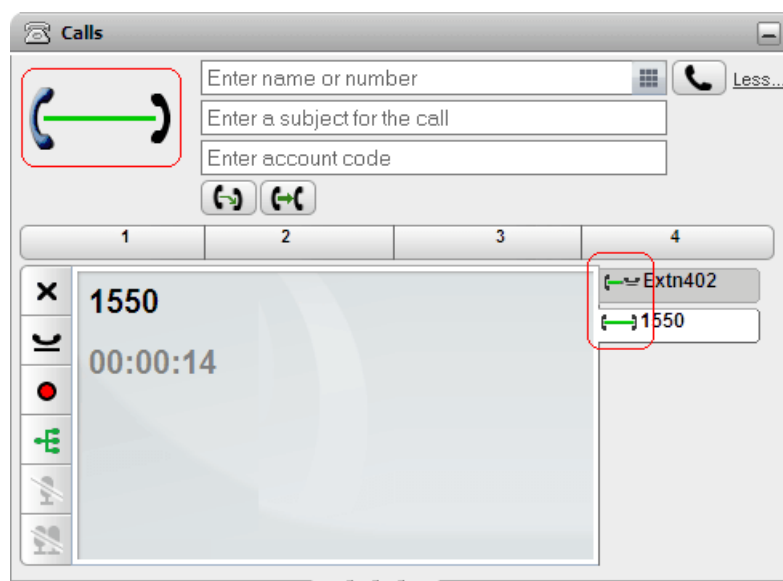 Calls
Enter name or number
Less...
Enter a subject for the call
Enter account code
1 2 3 4
Extn402
1550
1550
00:00:14